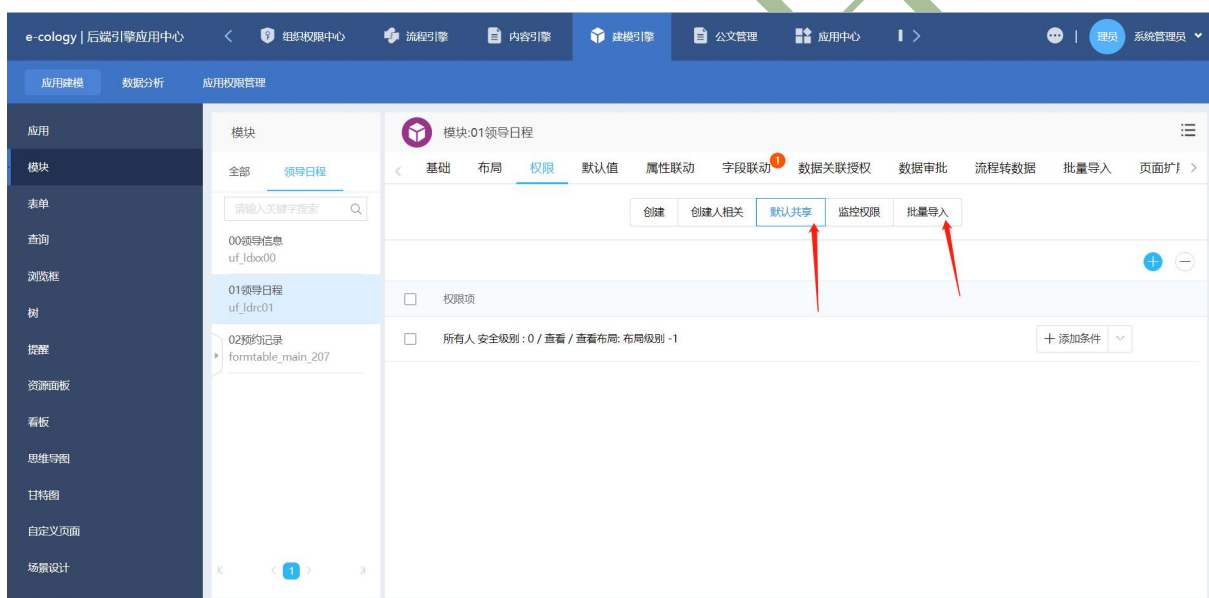 e-cology | 后端引擎应用中心 < 组织权限中心 流程引擎 内容引擎 建模引擎 公文管理 应用中心 > 理员 系统管理员
应用建模 数据分析 应用权限管理
应用
模块
表单
查询
浏览框
树
提醒
资源面板
看板
思维导图
甘特图
自定义页面
场景设计
模块
全部 领导日程
请输入关键字搜索
00领导信息
uf_ldxx00
01领导日程
uf_ldrc01
02预约记录
formtable_main_207
< 1 >
模块:01领导日程
< 基础 布局 权限 默认值 属性联动 字段联动 1 数据关联授权 数据审批 流程转数据 批量导入 页面扩 >
创建 创建人相关 默认共享 监控权限 批量导入
权限项
所有人 安全级别 : 0 / 查看 / 查看布局: 布局级别 -1 + 添加条件